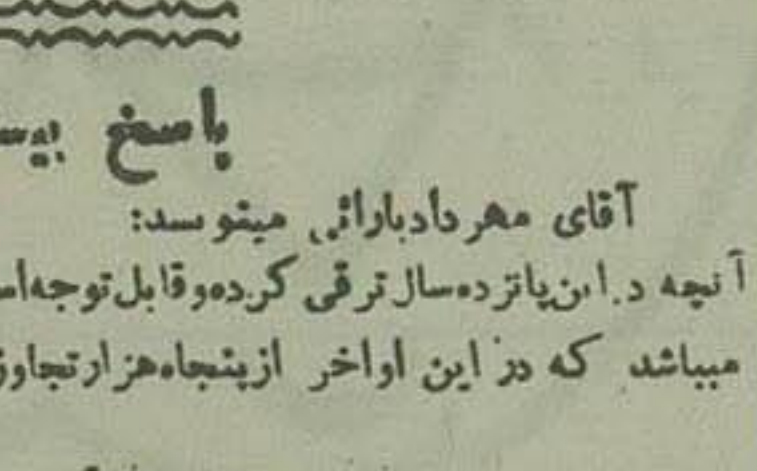 پاسخ
آقای مهرداد بارانی مینویسد:
آنچه در این پانزده سال ترقی کرده و قابل توجه
میباشد که در این اواخر از پنجاه هزار تجاوز